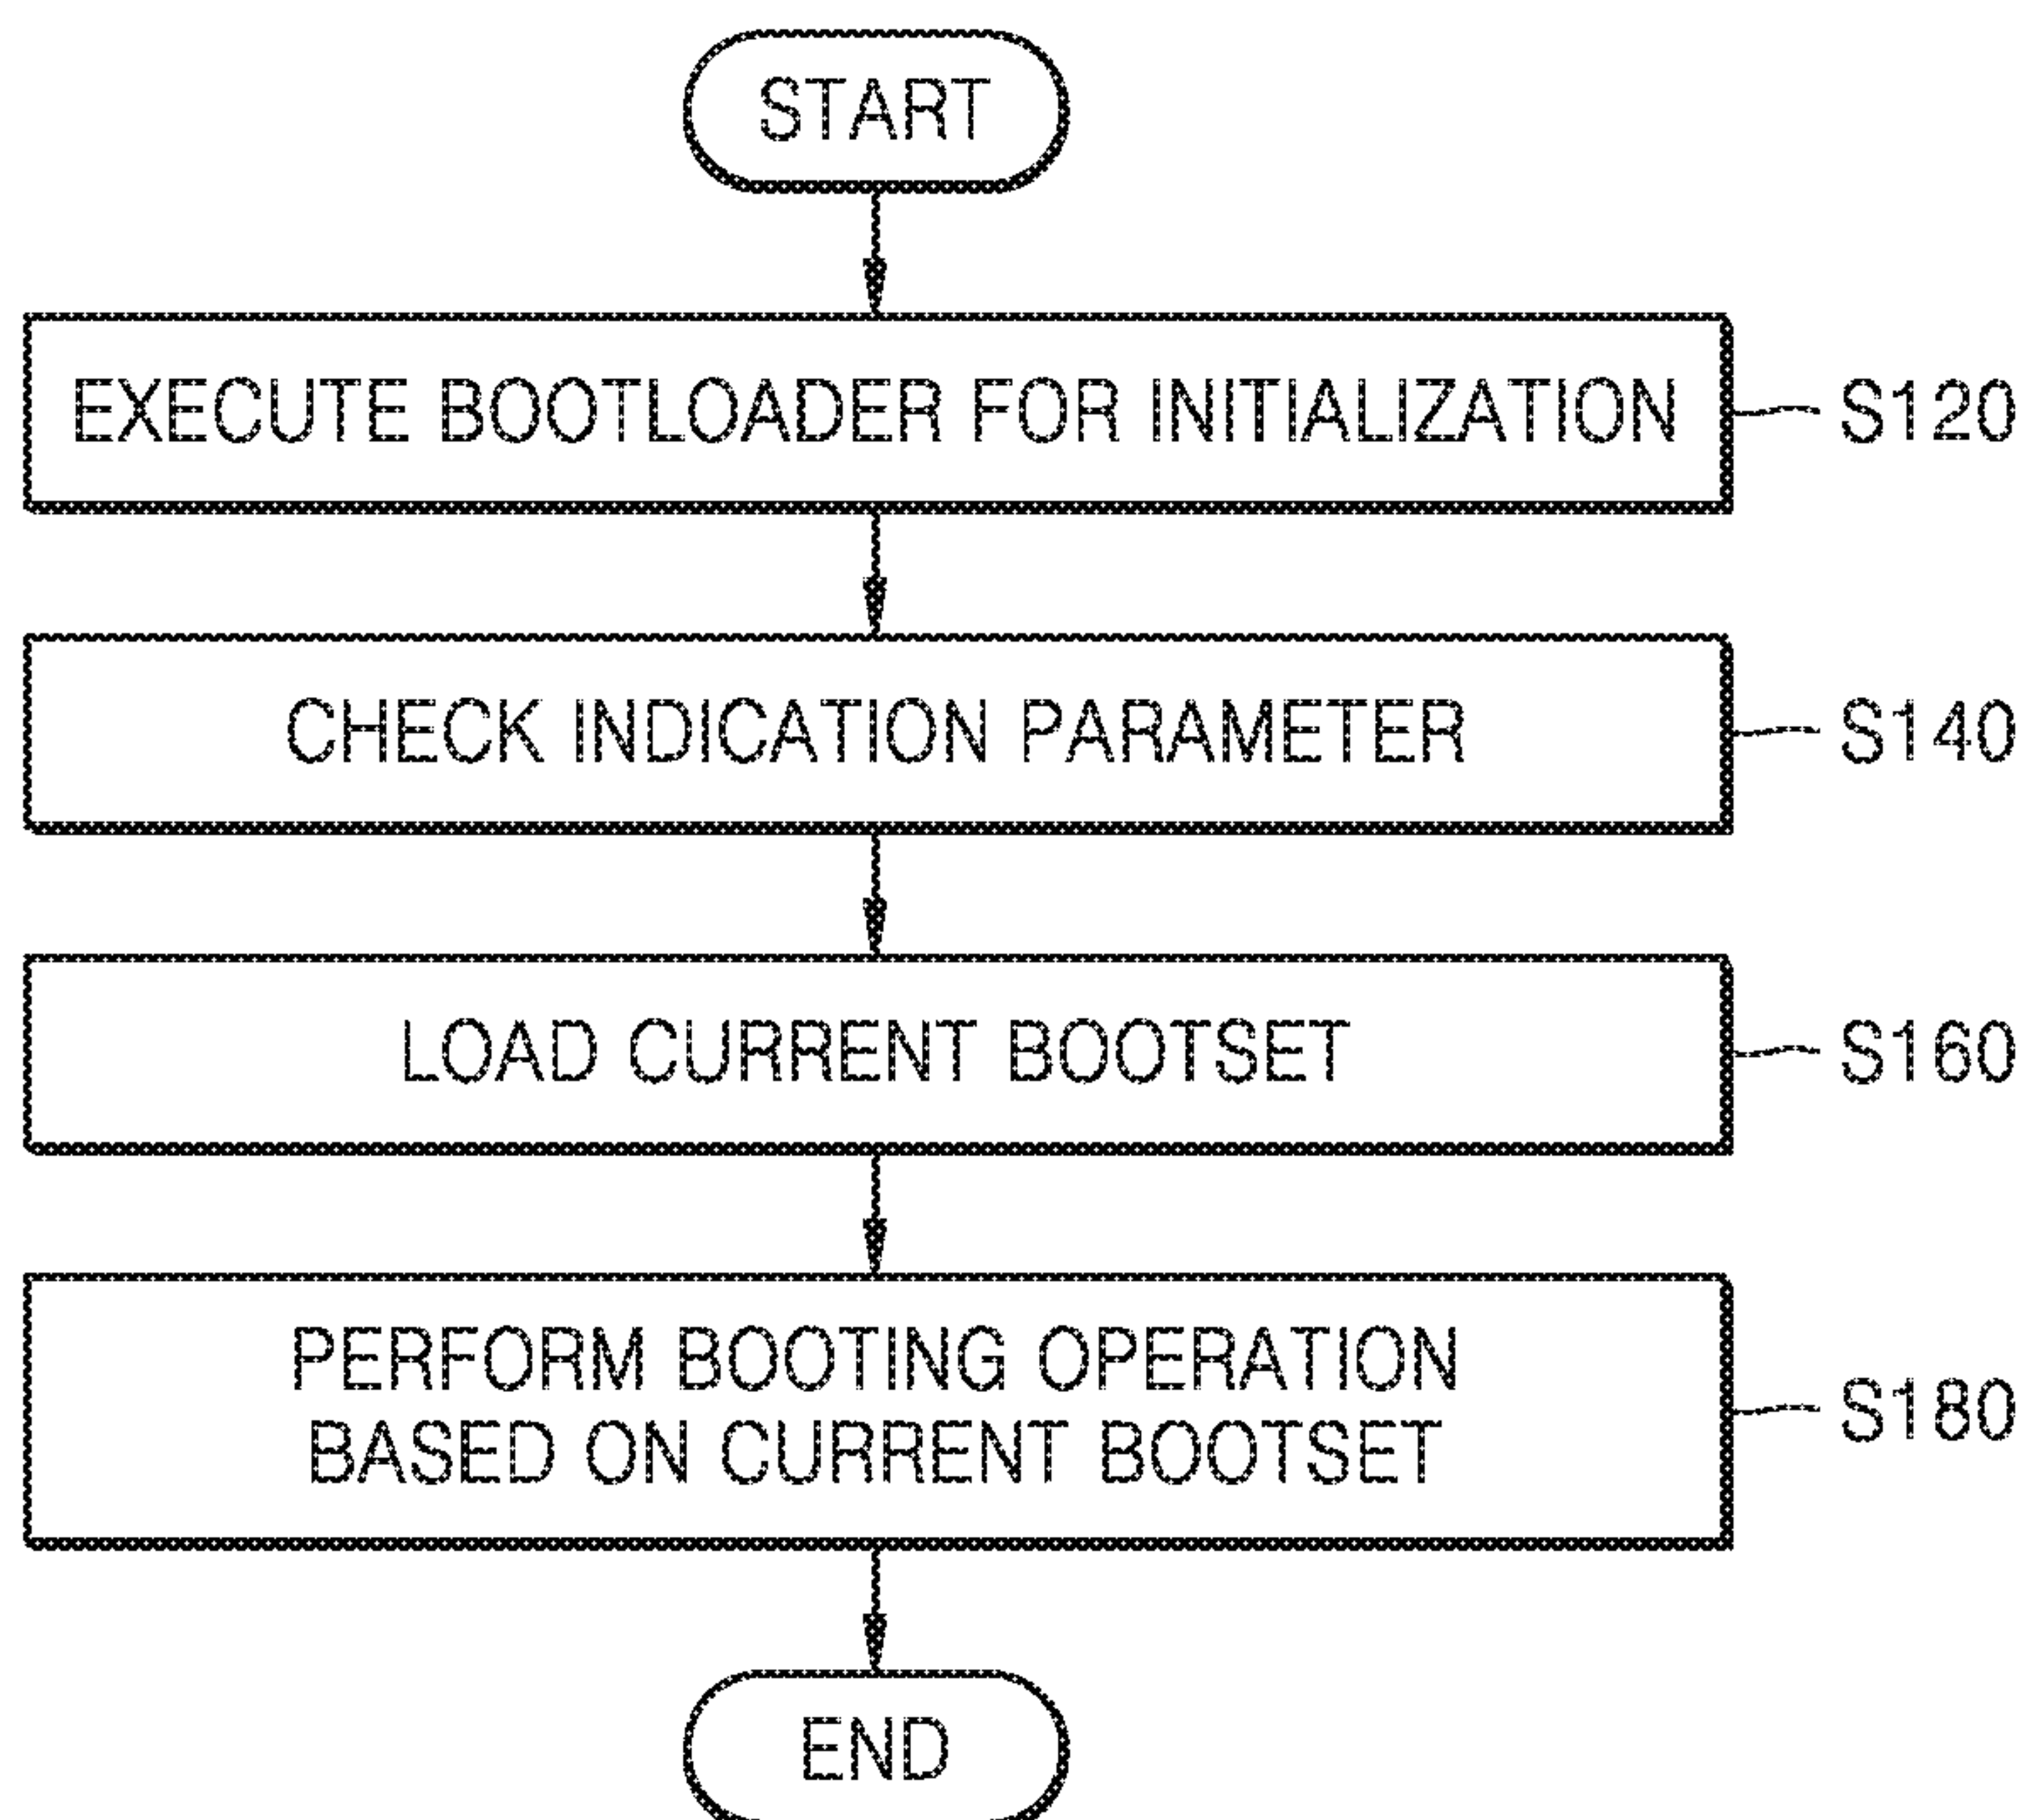 START
EXECUTE BOOTLOADER FOR INITIALIZATION
S120
CHECK INDICATION PARAMETER
S140
LOAD CURRENT BOOTSET
S160
PERFORM BOOTING OPERATION
BASED ON CURRENT BOOTSET
S180
END